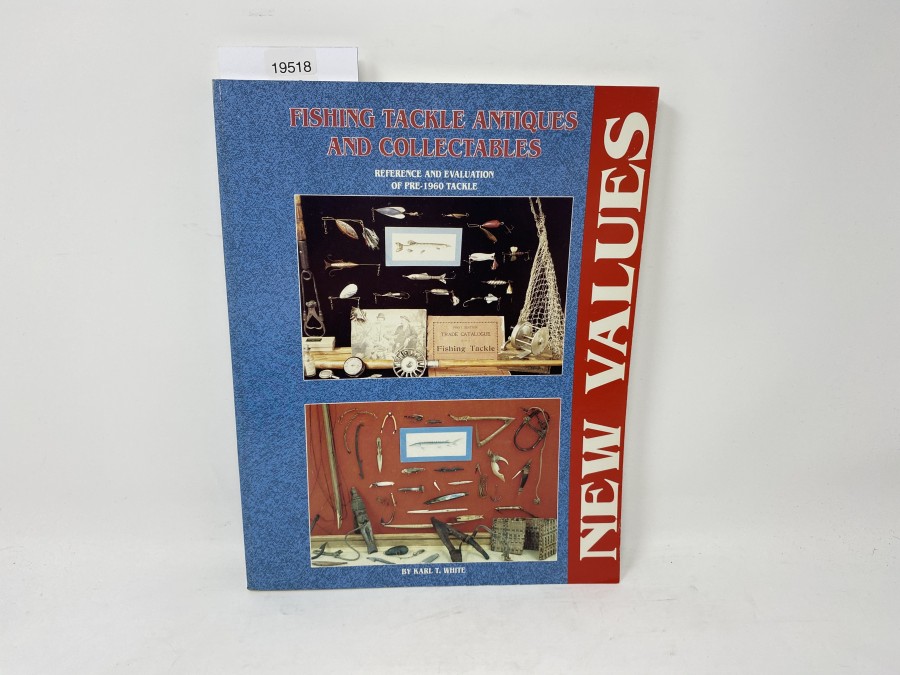 19518
FISHING TACKLE ANTIQUES
AND COLLECTABLES
REFERENCE AND EVALUATION
OF PRE-1960 TACKLE
TRADE CATALOGUE
Fishing Tackle
BY KARL T. WHITE
NEW VALUES